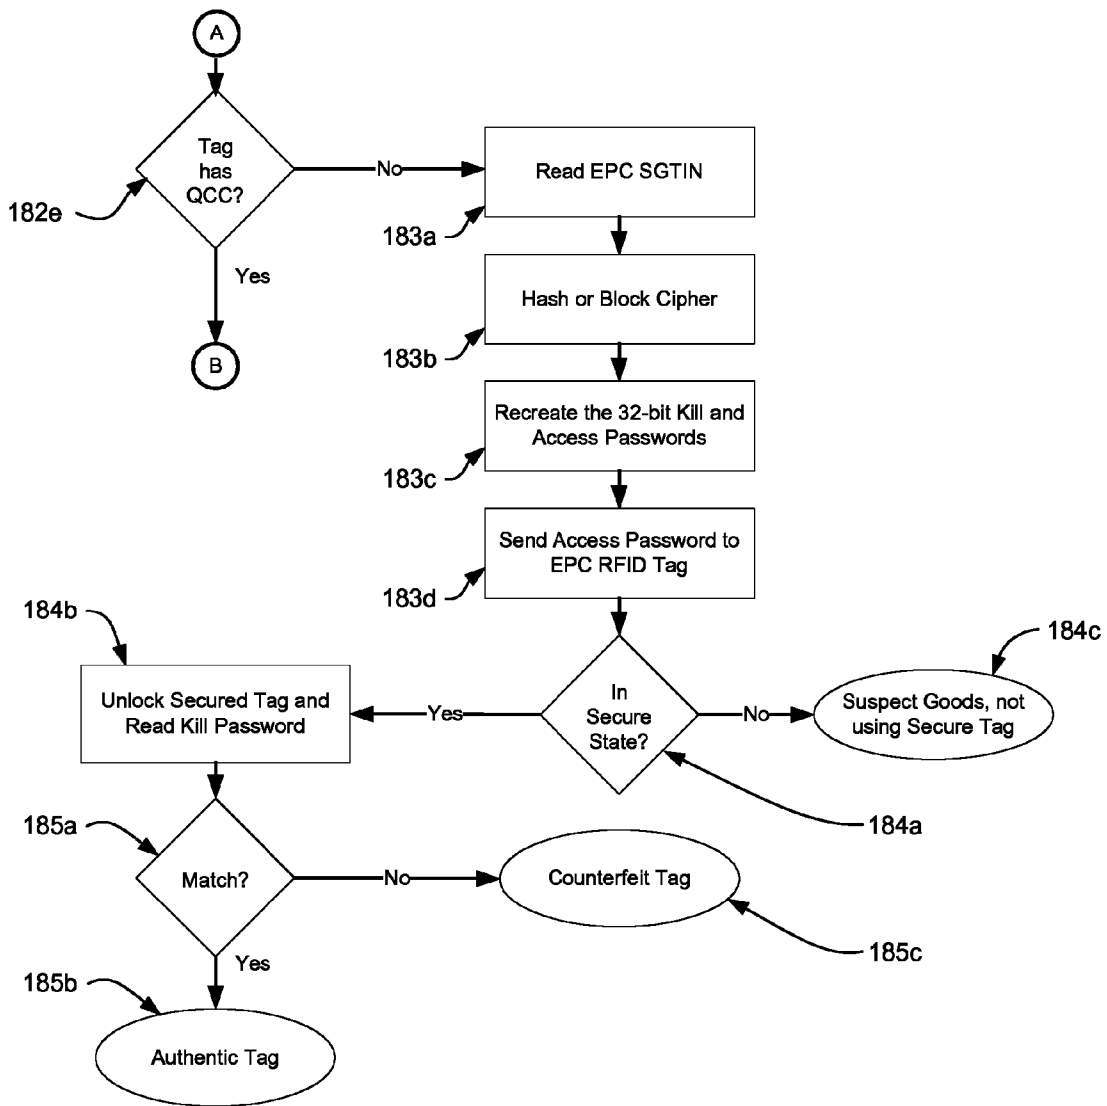 A
Tag
has
QCC?
No
Read EPC SGTIN
182e
183a
Yes
Hash or Block Cipher
183b
B
Recreate the 32-bit Kill and
Access Passwords
183c
Send Access Password to
EPC RFID Tag
183d
184b
184c
Unlock Secured Tag and
Read Kill Password
Yes
In
Secure
State?
No
Suspect Goods, not
using Secure Tag
184a
185a
Match?
No
Counterfeit Tag
185c
Yes
185b
Authentic Tag